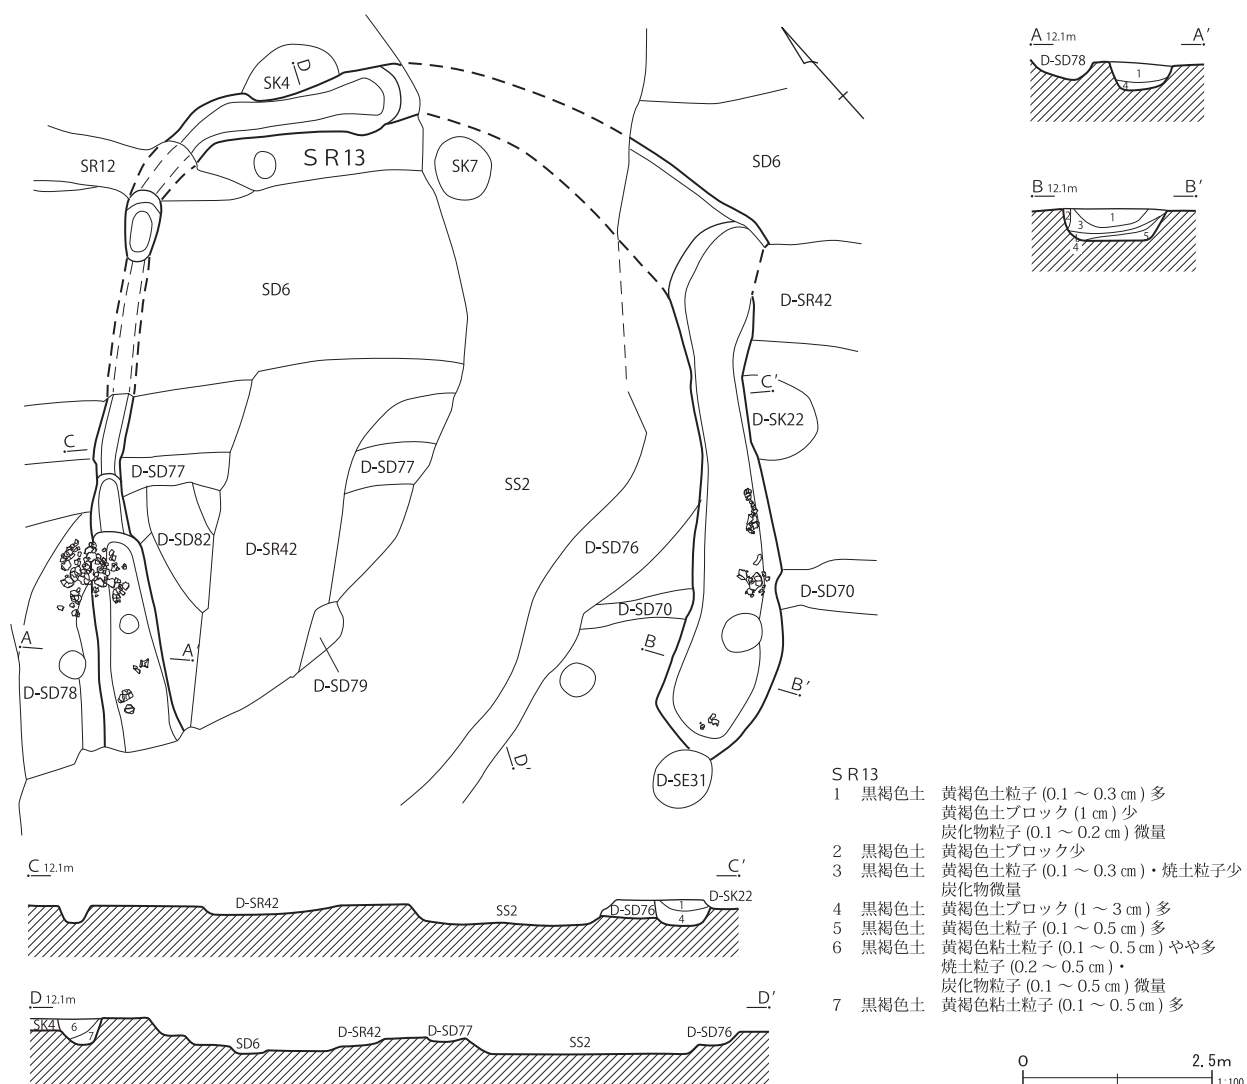 A 12.1m A'
D-SD78
1
4
B 12.1m B'
2
3
1
5
4
SK4
D
SR12
SR13
SK7
SD6
SD6
D-SR42
C'
D-SK22
C
D-SD77
D-SD77
SS2
D-SD82
D-SR42
D-SD76
D-SD70
D-SD70
A
A'
B
B'
D-SD78
D-SD79
D'
D-SE31
C 12.1m C'
D-SR42
SS2
D-SD76
1
4
D-SK22
D 12.1m D'
SK4
6
7
SD6
D-SR42
D-SD77
SS2
D-SD76
SR13
1 黒褐色土 黄褐色土粒子 (0.1 ～ 0.3 ㎝) 多
黄褐色土ブロック (1 ㎝) 少
炭化物粒子 (0.1 ～ 0.2 ㎝) 微量
2 黒褐色土 黄褐色土ブロック少
3 黒褐色土 黄褐色土粒子 (0.1 ～ 0.3 ㎝)・焼土粒子少
炭化物微量
4 黒褐色土 黄褐色土ブロック (1 ～ 3 ㎝) 多
5 黒褐色土 黄褐色土粒子 (0.1 ～ 0.5 ㎝) 多
6 黒褐色土 黄褐色粘土粒子 (0.1 ～ 0.5 ㎝) やや多
焼土粒子 (0.2 ～ 0.5 ㎝)・
炭化物粒子 (0.1 ～ 0.5 ㎝) 微量
7 黒褐色土 黄褐色粘土粒子 (0.1 ～ 0.5 ㎝) 多
0 2.5m
1:100